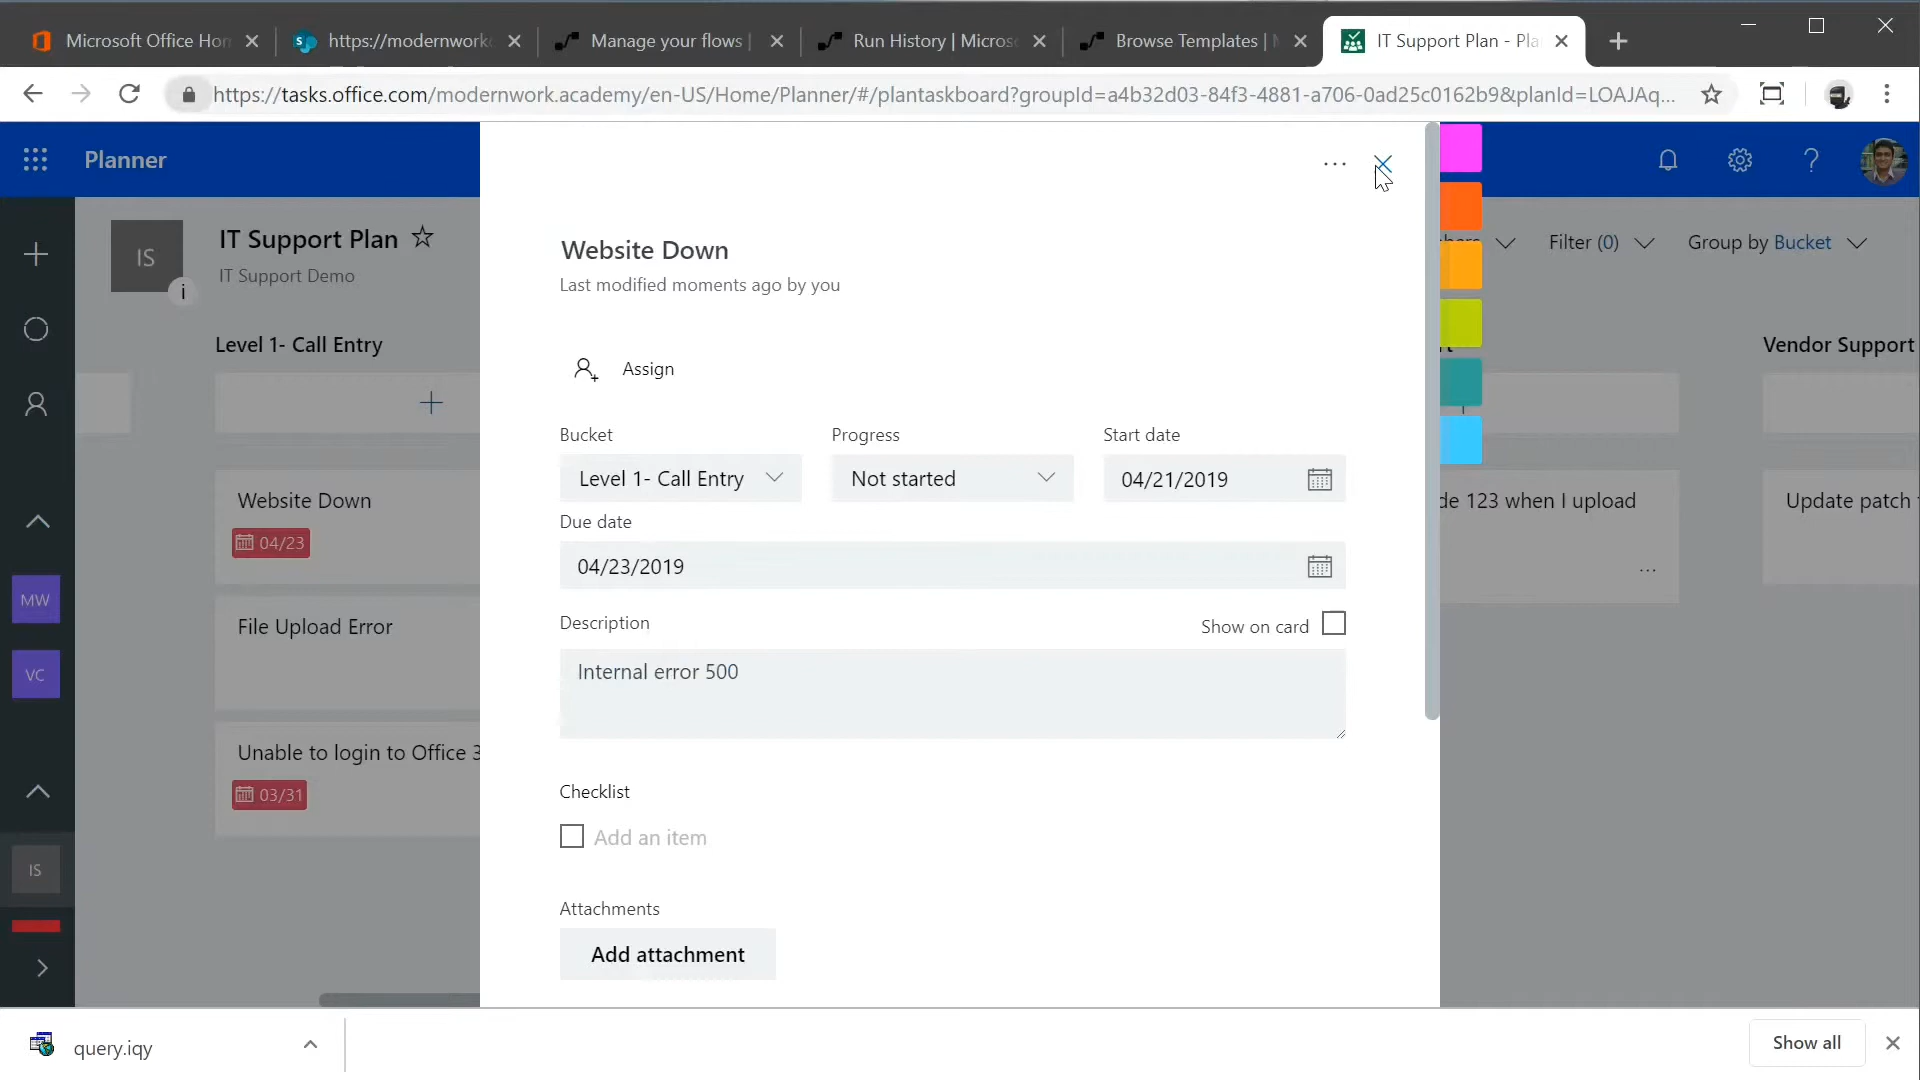 Microsoft Office Hom
https://modernwork
Manage your flows |
Run History | Micros
Browse Templates |
IT Support Plan - Pla
https://tasks.office.com/modernwork.academy/en-US/Home/Planner/#/plantaskboard?groupId=a4b32d03-84f3-4881-a706-0ad25c0162b9&planId=LOAJAq...
Planner
IS
IT Support Plan
IT Support Demo
Filter (0)
Group by Bucket
Level 1- Call Entry
Vendor Support
Website Down
04/23
File Upload Error
Unable to login to Office 3
03/31
MW
VC
IS
Website Down
Last modified moments ago by you
Assign
Bucket
Progress
Start date
Level 1- Call Entry
Not started
04/21/2019
Due date
04/23/2019
Description
Show on card
Internal error 500
Checklist
Add an item
Attachments
Add attachment
de 123 when I upload
Update patch
query.iqy
Show all